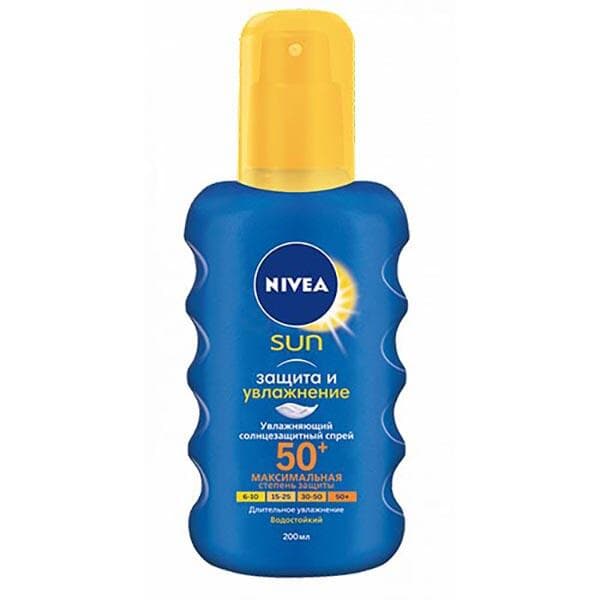 NIVEA
sun
защита и
увлажнение
Увлажняющий
солнцезащитный спрей
50+
МАКСИМАЛЬНАЯ
степень защиты
6-10 15-25 30-50 50+
Длительное увлажнение
Водостойкий
200мл